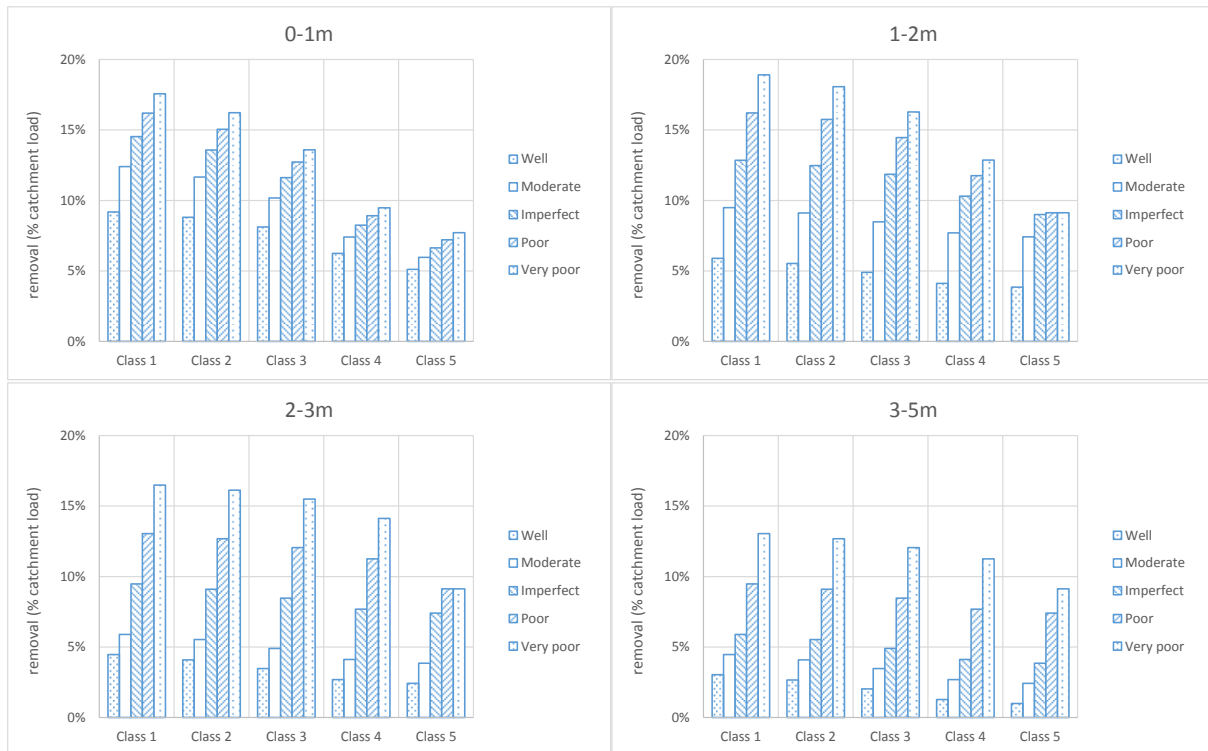 0-1m
20%
15%
10%
5%
0%
removal (% catchment load)
Class 1 Class 2 Class 3 Class 4 Class 5
Well
Moderate
Imperfect
Poor
Very poor
1-2m
20%
15%
10%
5%
0%
removal (% catchment load)
Class 1 Class 2 Class 3 Class 4 Class 5
Well
Moderate
Imperfect
Poor
Very poor
2-3m
20%
15%
10%
5%
0%
removal (% catchment load)
Class 1 Class 2 Class 3 Class 4 Class 5
Well
Moderate
Imperfect
Poor
Very poor
3-5m
20%
15%
10%
5%
0%
removal (% catchment load)
Class 1 Class 2 Class 3 Class 4 Class 5
Well
Moderate
Imperfect
Poor
Very poor